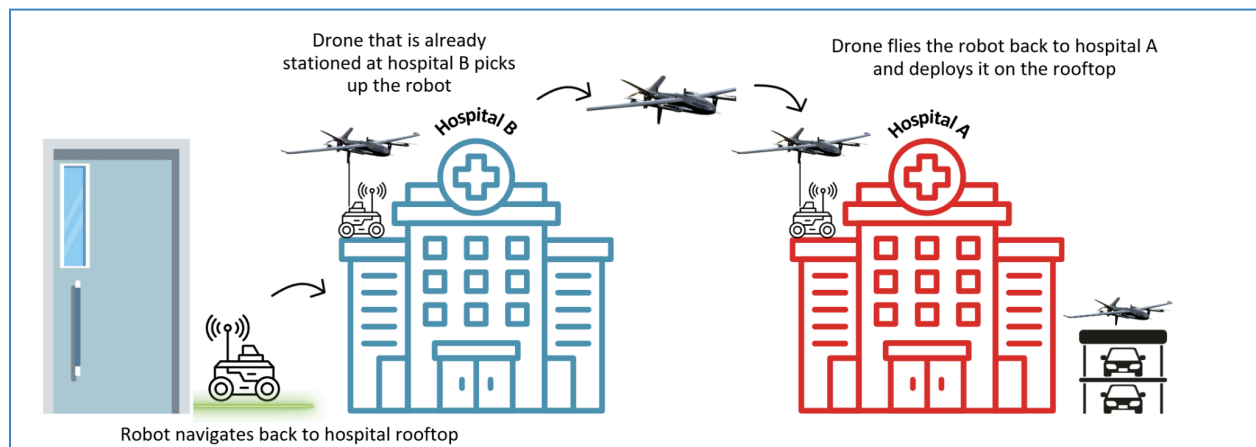 Drone that is already
stationed at hospital B picks
up the robot
Drone flies the robot back to hospital A
and deploys it on the rooftop
Hospital B
Hospital A
Robot navigates back to hospital rooftop